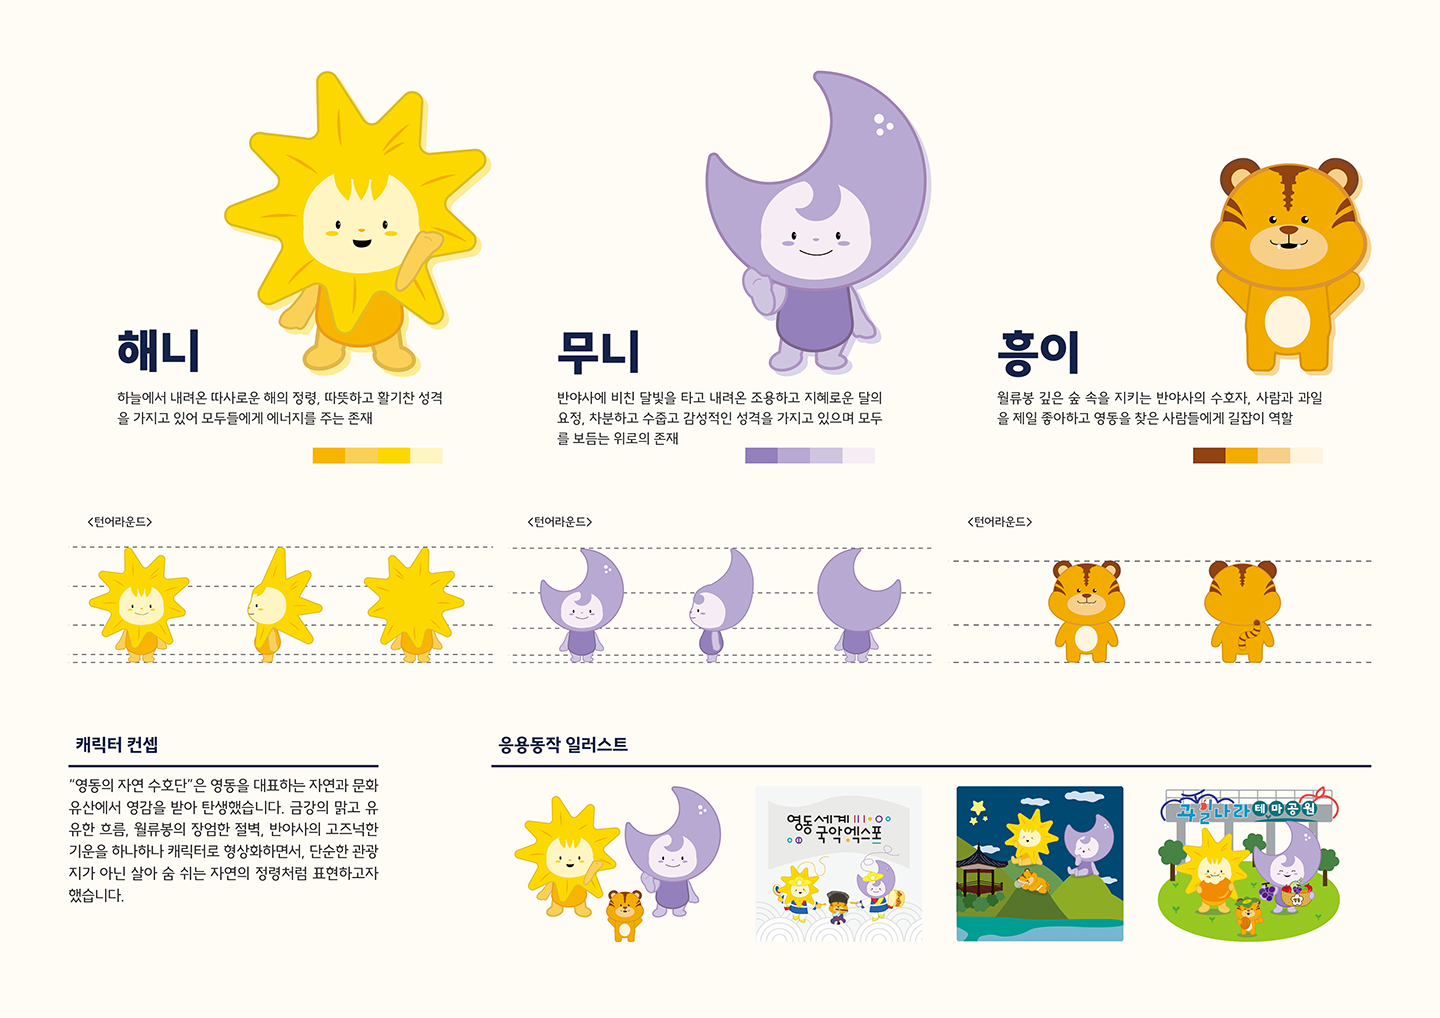 해니
하늘에서 내려온 따사로운 해의 정령, 따뜻하고 활기찬 성격
을 가지고 있어 모두들에게 에너지를 주는 존재
무니
반야사에 비친 달빛을 타고 내려온 조용하고 지혜로운 달의
요정, 차분하고 수줍고 감성적인 성격을 가지고 있으며 모두
를 보듬는 위로의 존재
흥이
월류봉 깊은 숲 속을 지키는 반야사의 수호자, 사람과 과일
을 제일 좋아하고 영동을 찾은 사람들에게 길잡이 역할
<턴어라운드>
<턴어라운드>
<턴어라운드>
캐릭터 컨셉
"영동의 자연 수호단"은 영동을 대표하는 자연과 문화
유산에서 영감을 받아 탄생했습니다. 금강의 맑고 유
유한 흐름, 월류봉의 장엄한 절벽, 반야사의 고즈넉한
기운을 하나하나 캐릭터로 형상화하면서, 단순한 관광
지가 아닌 살아 숨 쉬는 자연의 정령처럼 표현하고자
했습니다.
응용동작 일러스트
영동세계
국악엑스포
과일나라테마공원